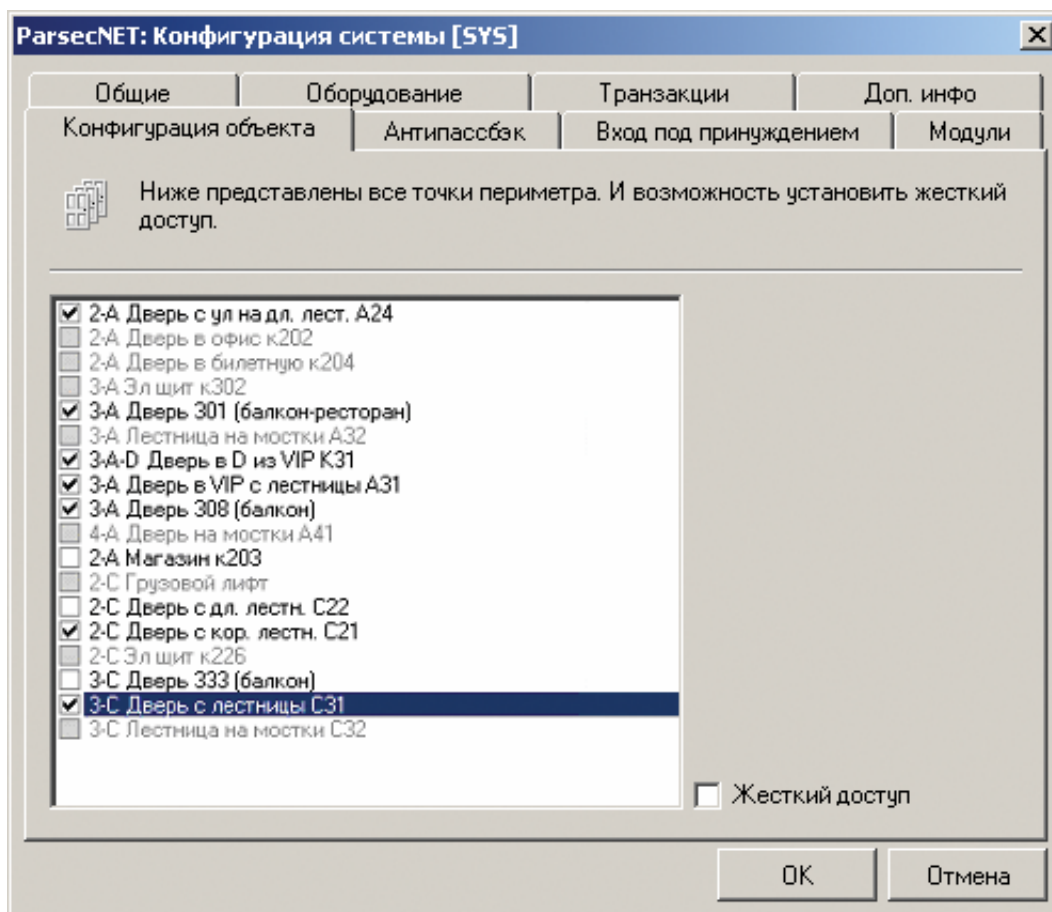 ParsecNET: Конфигурация системы [SYS]
Общие Оборудование Транзакции Доп. инфо
Конфигурация объекта Антипассбэк Вход под принуждением Модули
Ниже представлены все точки периметра. И возможность установить жесткий
доступ.
2-А Дверь с ул на дл. лест. А24
2-А Дверь в офис к202
2-А Дверь в билетную к204
3-А Эл щит к302
3-А Дверь 301 (балкон-ресторан)
3-А Лестница на мостки А32
3-А-D Дверь в D из VIP К31
3-А Дверь в VIP с лестницы А31
3-А Дверь 308 (балкон)
4-А Дверь на мостки А41
2-А Магазин к203
2-С Грузовой лифт
2-С Дверь с дл. лестн. С22
2-С Дверь с кор. лестн. С21
2-С Эл щит к226
3-С Дверь 333 (балкон)
3-С Дверь с лестницы С31
3-С Лестница на мостки С32
Жесткий доступ
OK Отмена